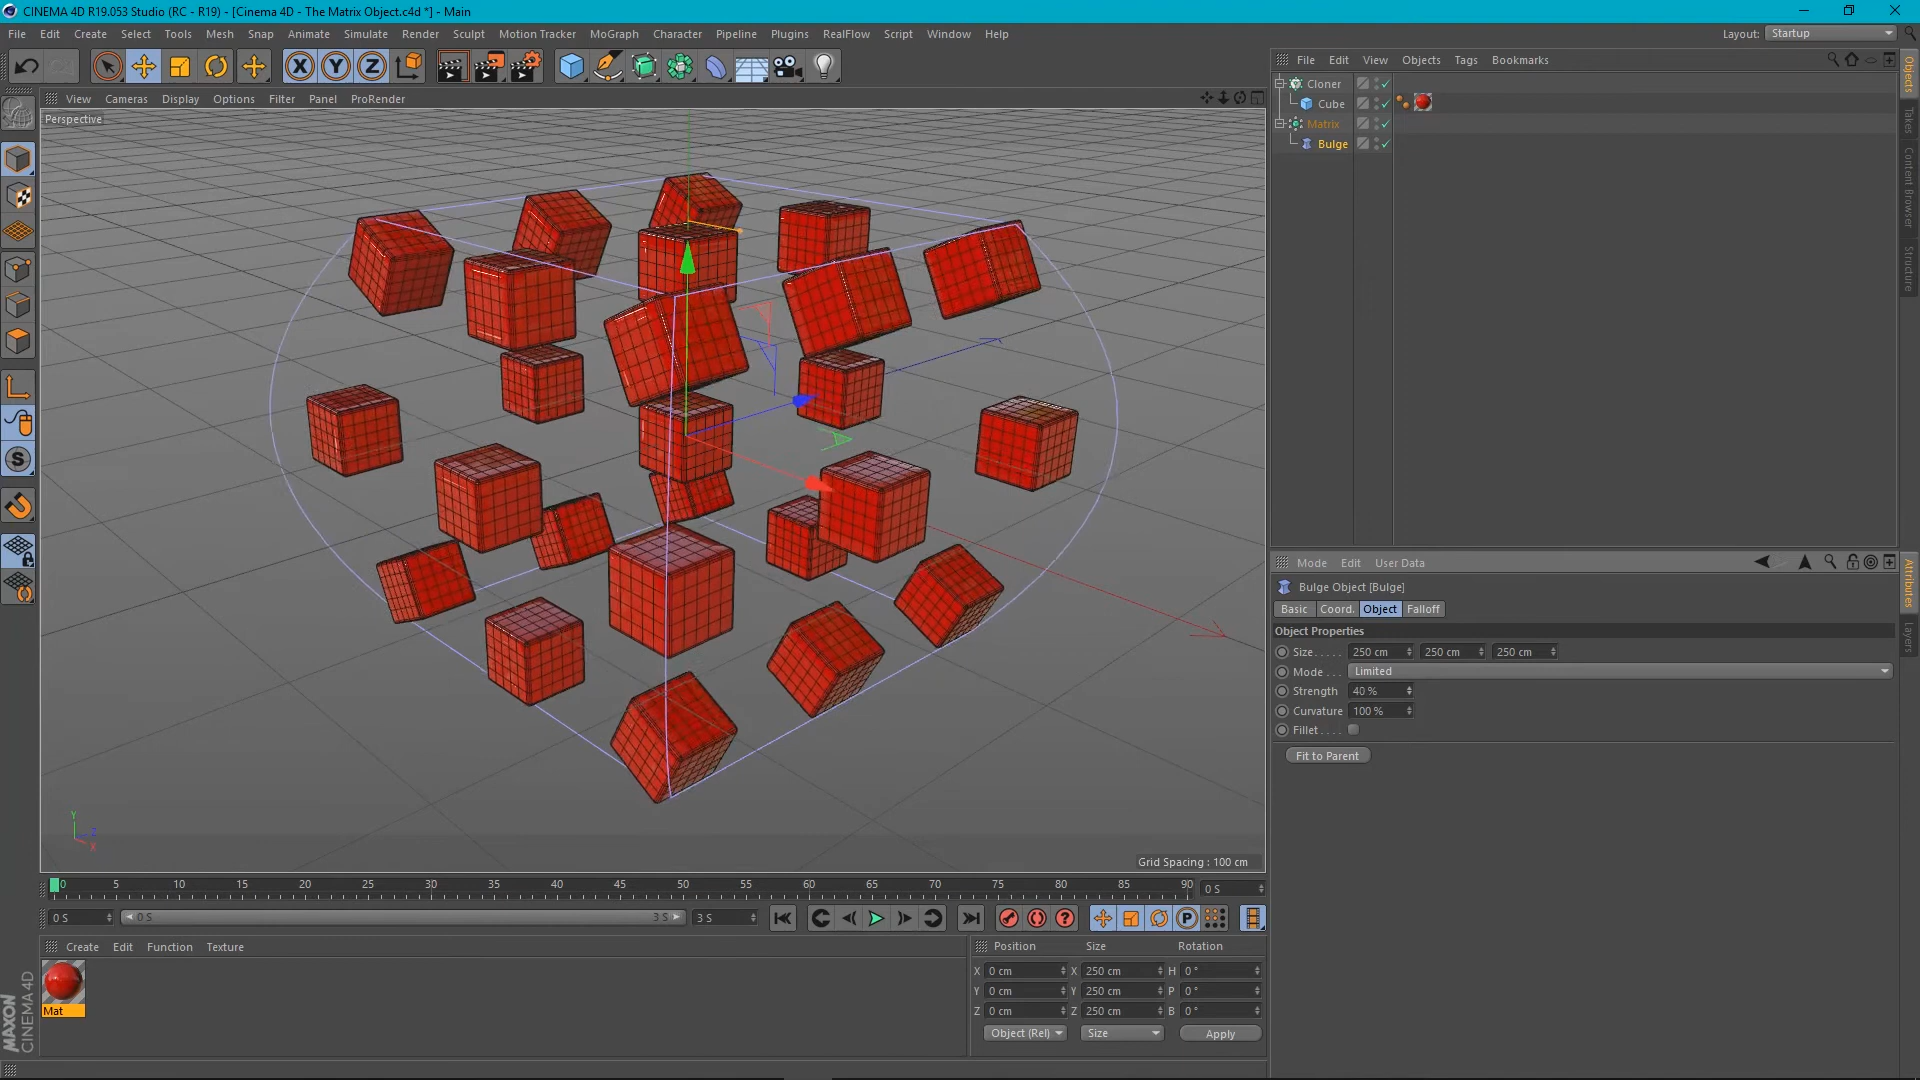 CINEMA 4D R19.053 Studio (RC - R19) - [Cinema 4D - The Matrix Object.c4d *] - Main
File Edit Create Select Tools Mesh Snap Animate Simulate Render Sculpt Motion Tracker MoGraph Character Pipeline Plugins RealFlow Script Window Help
Layout: Startup
X Y Z
View Cameras Display Options Filter Panel ProRender
Perspective
File Edit View Objects Tags Bookmarks
Cloner
Cube
Matrix
Bulge
Objects
Takes
Content Browser
Structure
S
Y
Z
X
Grid Spacing : 100 cm
Mode Edit User Data
Bulge Object [Bulge]
Basic Coord. Object Falloff
Object Properties
Size . . . . . 250 cm 250 cm 250 cm
Mode . . . Limited
Strength 40 %
Curvature 100 %
Fillet . . . .
Fit to Parent
Attributes
Layers
0 5 10 15 20 25 30 35 40 45 50 55 60 65 70 75 80 85 90 0 S
0 S 0 S 3 S 3 S ? P
Create Edit Function Texture
Mat
Position Size Rotation
X 0 cm X 250 cm H 0 °
Y 0 cm Y 250 cm P 0 °
Z 0 cm Z 250 cm B 0 °
Object (Rel) Size Apply
MAXON
CINEMA 4D